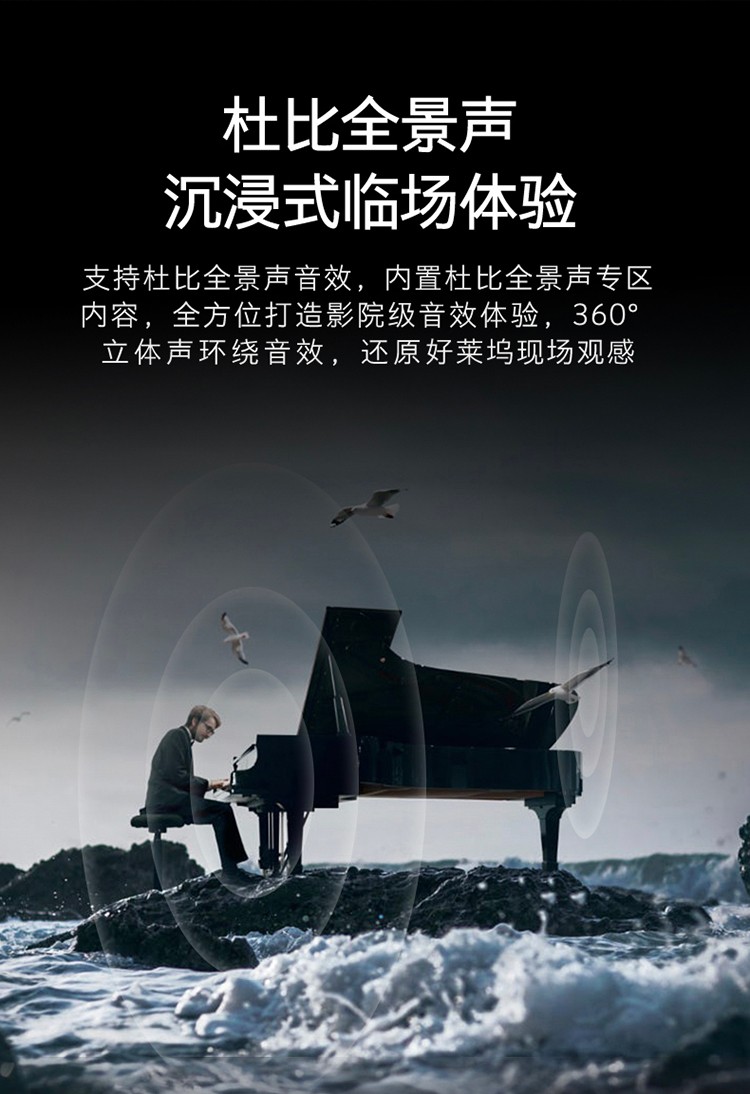 杜比全景声
沉浸式临场体验
支持杜比全景声音效，内置杜比全景声专区
内容，全方位打造影院级音效体验，360°
立体声环绕音效，还原好莱坞现场观感